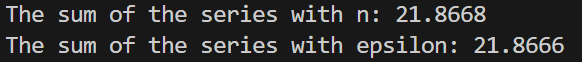 The sum of the series with n: 21.8668
The sum of the series with epsilon: 21.8666